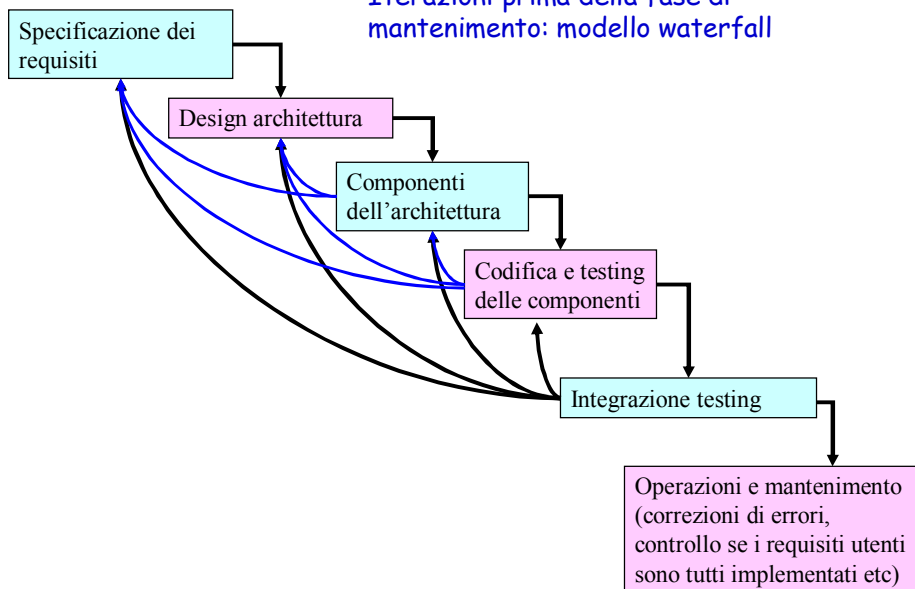 Iterazioni prima della fase di
mantenimento: modello waterfall
Specificazione dei
requisiti
Design architettura
Componenti
dell’architettura
Codifica e testing
delle componenti
Integrazione testing
Operazioni e mantenimento
(correzioni di errori,
controllo se i requisiti utenti
sono tutti implementati etc)